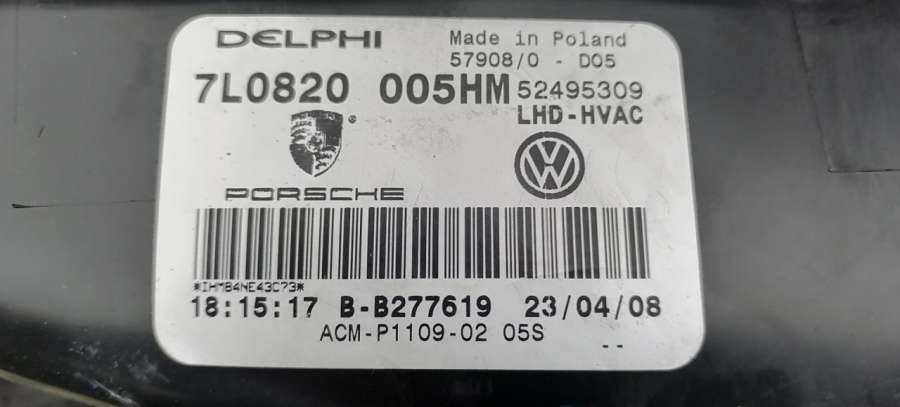 DELPHI Made in Poland
57908/0 - D05
7L0820 005HM 52495309
LHD-HVAC
PORSCHE
*IHM84NE43C73*
18:15:17 B-B277619 23/04/08
ACM-P1109-02 05S
--